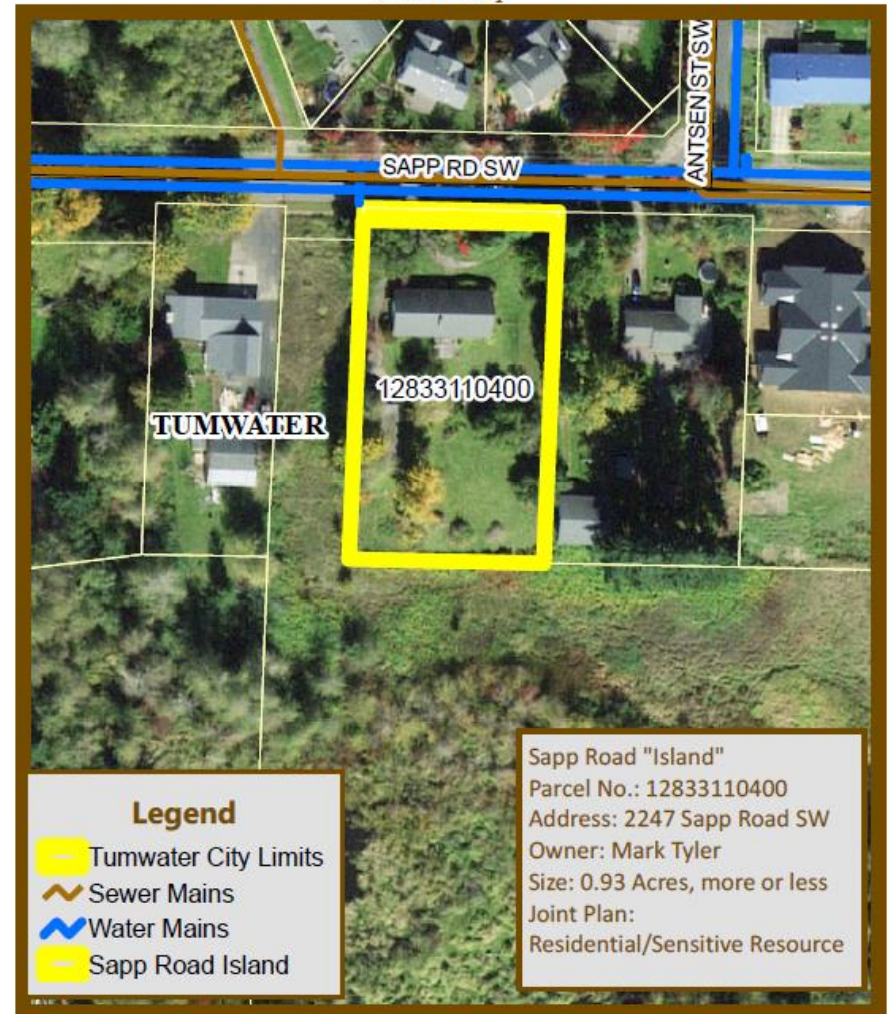 ANTSEN ST SW
SAPP RD SW
12833110400
TUMWATER
Legend
Tumwater City Limits
Sewer Mains
Water Mains
Sapp Road Island
Sapp Road "Island"
Parcel No.: 12833110400
Address: 2247 Sapp Road SW
Owner: Mark Tyler
Size: 0.93 Acres, more or less
Joint Plan:
Residential/Sensitive Resource